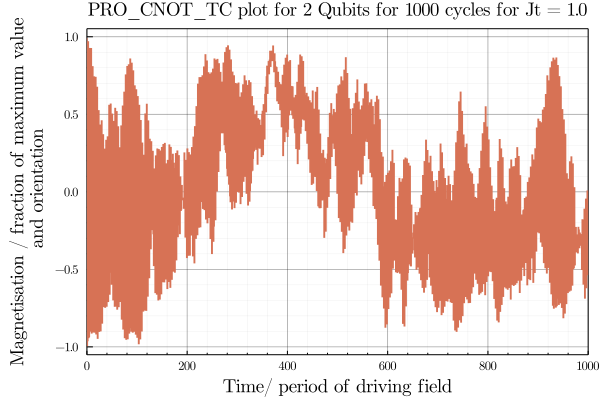 PRO_CNOT_TC plot for 2 Qubits for 1000 cycles for Jt = 1.0
Magnetisation / fraction of maximum value
and orientation
1.0
0.5
0.0
−0.5
−1.0
0 200 400 600 800 1000
Time/ period of driving field